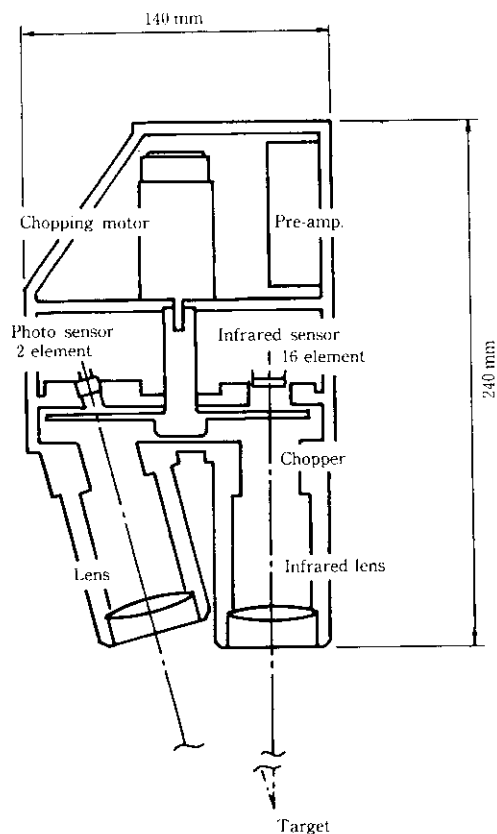 140 mm
Chopping motor
Pre-amp.
Photo sensor
2 element
Infrared sensor
16 element
240 mm
Chopper
Lens
Infrared lens
Target